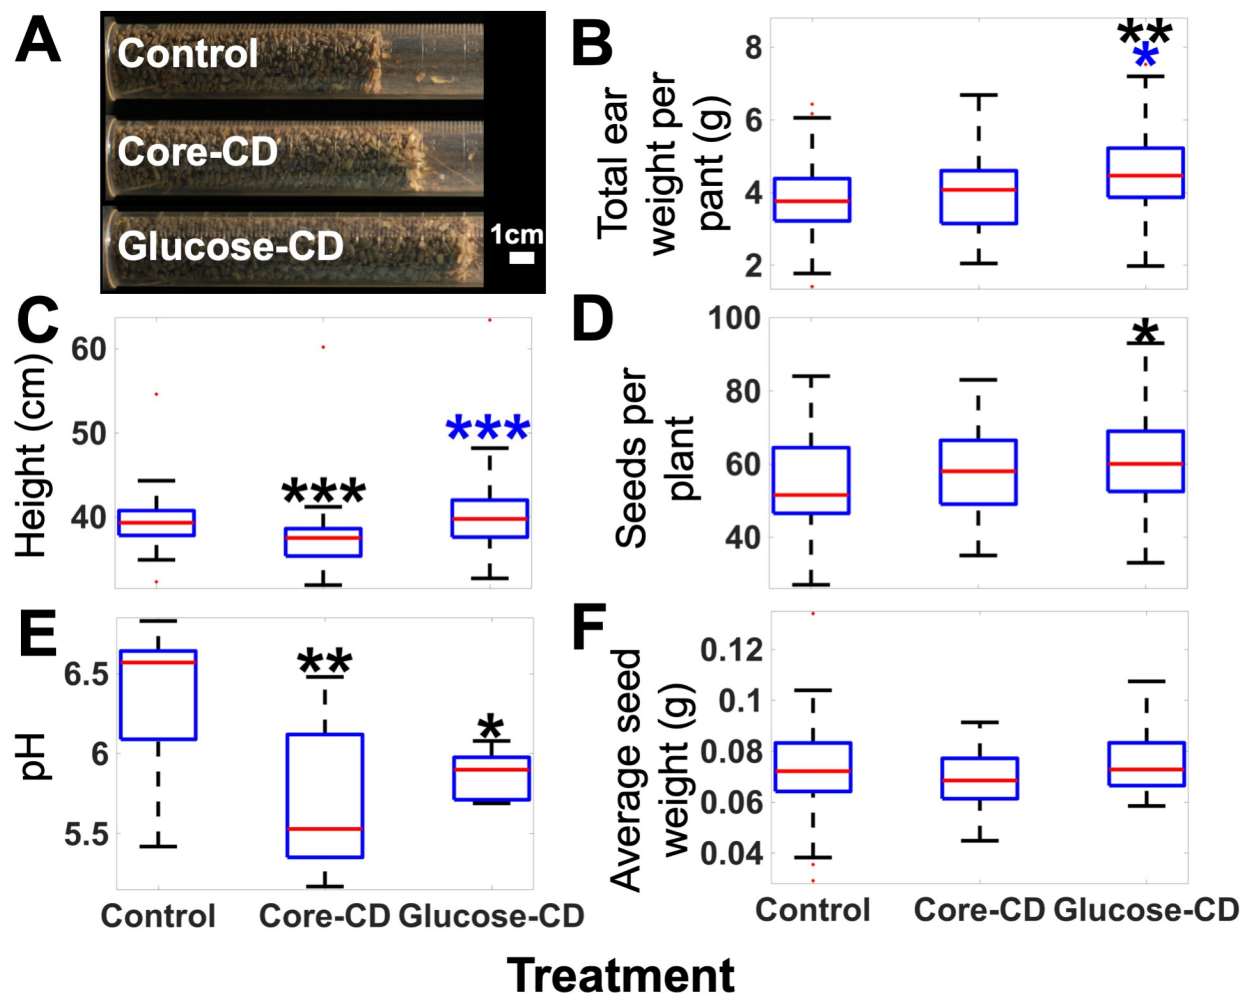 A
Control
Core-CD
Glucose-CD
1cm
B
Total ear
weight per
pant (g)
8
6
4
2
**
*
C
Height (cm)
60
50
40
***
***
D
Seeds per
plant
100
80
60
40
*
E
pH
6.5
6
5.5
**
*
Control
Core-CD
Glucose-CD
F
Average seed
weight (g)
0.12
0.1
0.08
0.06
0.04
Control
Core-CD
Glucose-CD
Treatment